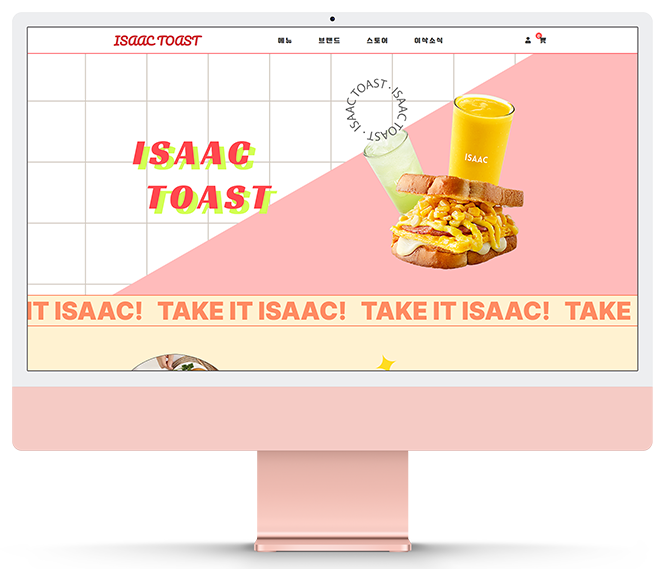 ISAAC TOAST
메뉴 브랜드 스토어 이삭소식
ISAAC TOAST · ISAAC TOAST ·
ISAAC
ISAAC
TOAST
IT ISAAC! TAKE IT ISAAC! TAKE IT ISAAC! TAKE